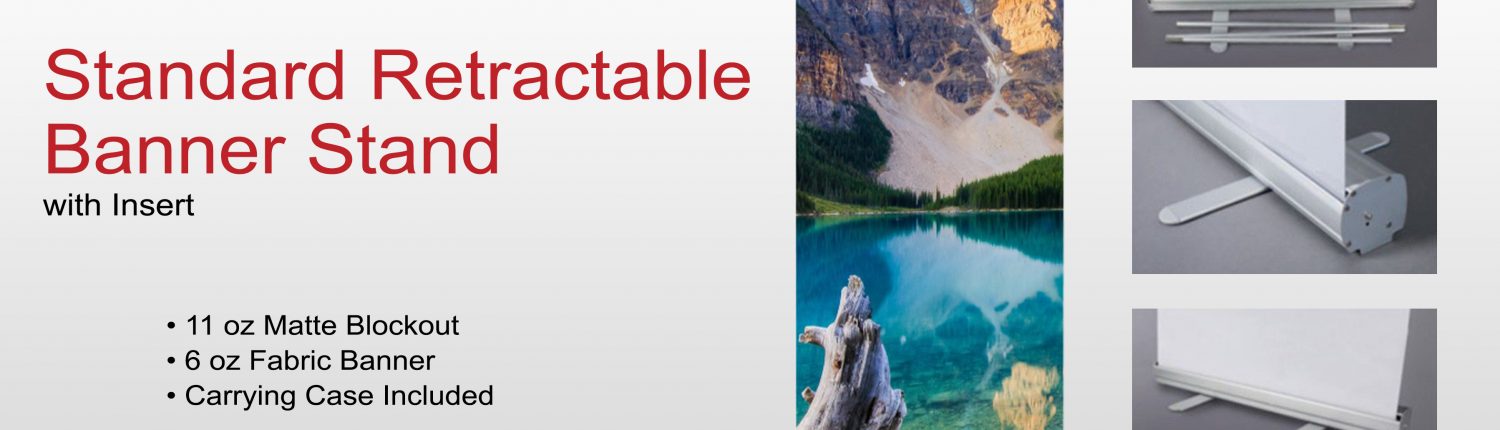 Standard Retractable
Banner Stand
with Insert
• 11 oz Matte Blockout
• 6 oz Fabric Banner
• Carrying Case Included